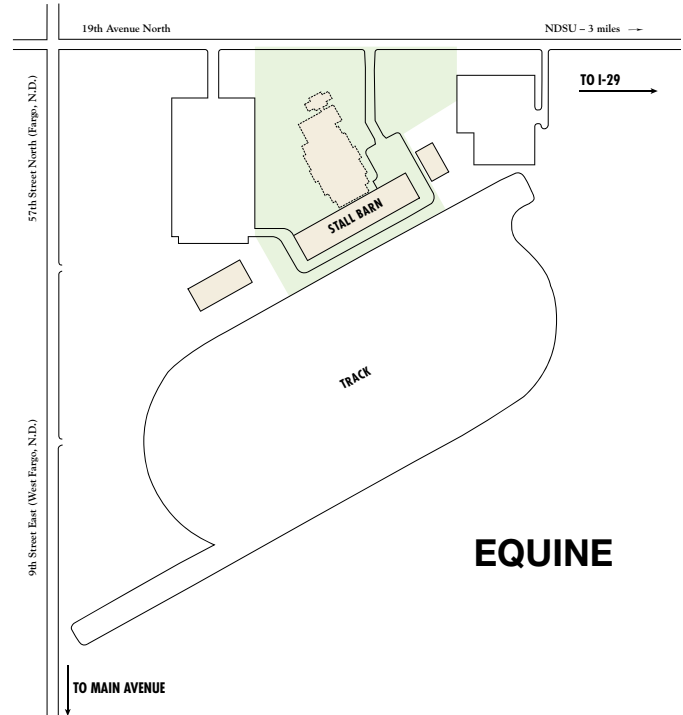 19th Avenue North
NDSU – 3 miles →
TO I-29
57th Street North (Fargo, N.D.)
STALL BARN
TRACK
9th Street East (West Fargo, N.D.)
EQUINE
TO MAIN AVENUE